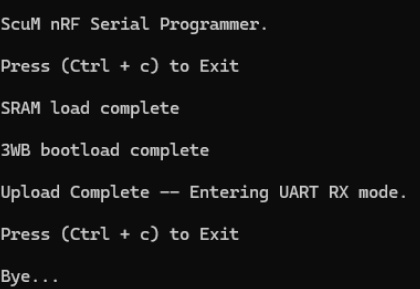 ScuM nRF Serial Programmer.
Press (Ctrl + c) to Exit
SRAM load complete
3WB bootload complete
Upload Complete -- Entering UART RX mode.
Press (Ctrl + c) to Exit
Bye...